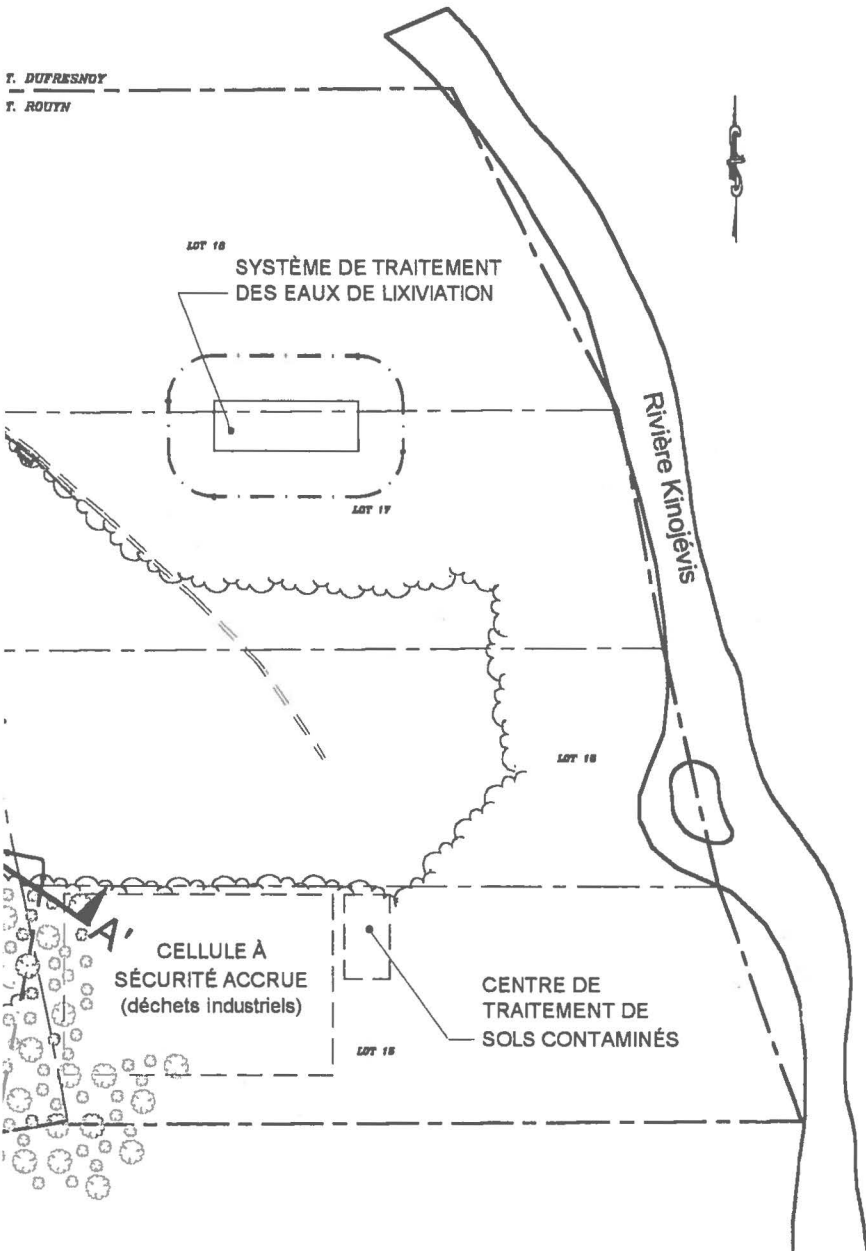 T. DUFRESNOY
T. ROUYN
LOT 18
SYSTÈME DE TRAITEMENT
DES EAUX DE LIXIVIATION
Rivière Kinojévis
LOT 17
LOT 16
A'
CELLULE À
SÉCURITÉ ACCRUE
(déchets industriels)
CENTRE DE
TRAITEMENT DE
SOLS CONTAMINÉS
LOT 15